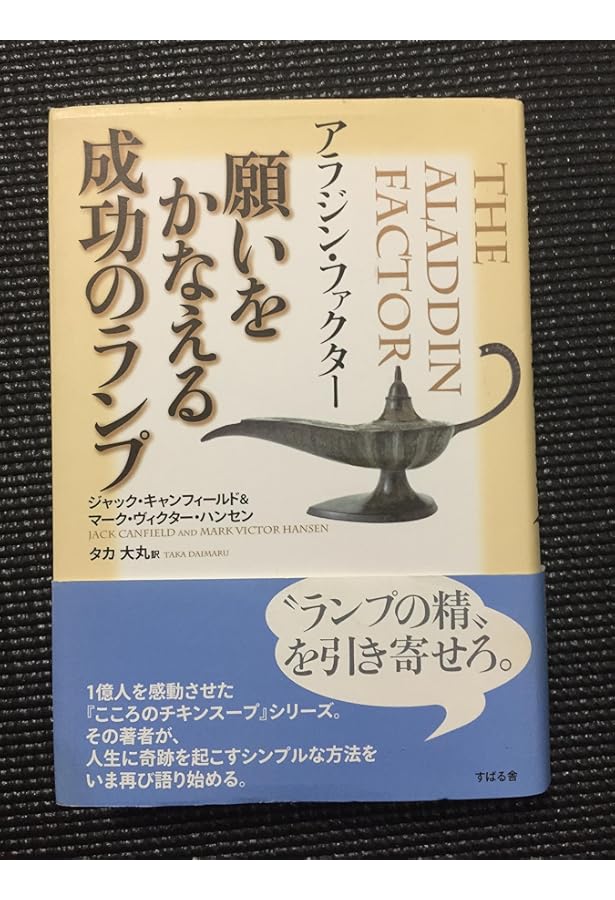 THE
ALADDIN
FACTOR
アラジン・ファクター
願いを
かなえる
成功のランプ
ジャック・キャンフィールド&
マーク・ヴィクター・ハンセン
JACK CANFIELD AND MARK VICTOR HANSEN
タカ 大丸訳 TAKA DAIMARU
〝ランプの精〟
を引き寄せろ。
1億人を感動させた
『こころのチキンスープ』シリーズ。
その著者が、
人生に奇跡を起こすシンプルな方法を
いま再び語り始める。
すばる舎